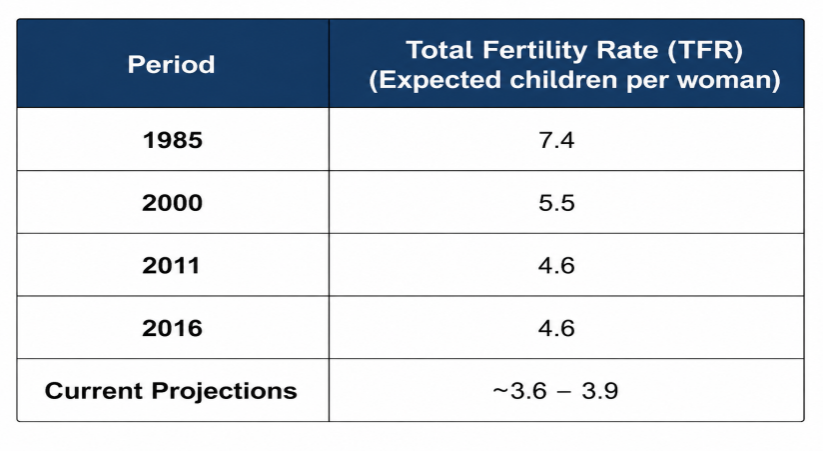 Period
Total Fertility Rate (TFR)
(Expected children per woman)
1985
7.4
2000
5.5
2011
4.6
2016
4.6
Current Projections
~3.6 – 3.9